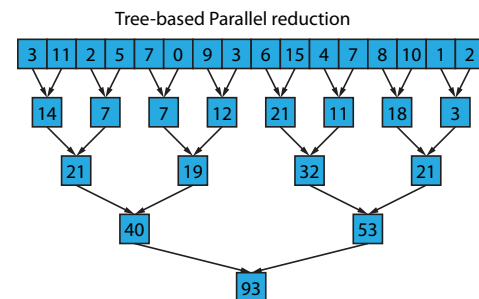 Tree-based Parallel reduction
3 11 2 5 7 0 9 3 6 15 4 7 8 10 1 2
14 7 7 12 21 11 18 3
21 19 32 21
40 53
93